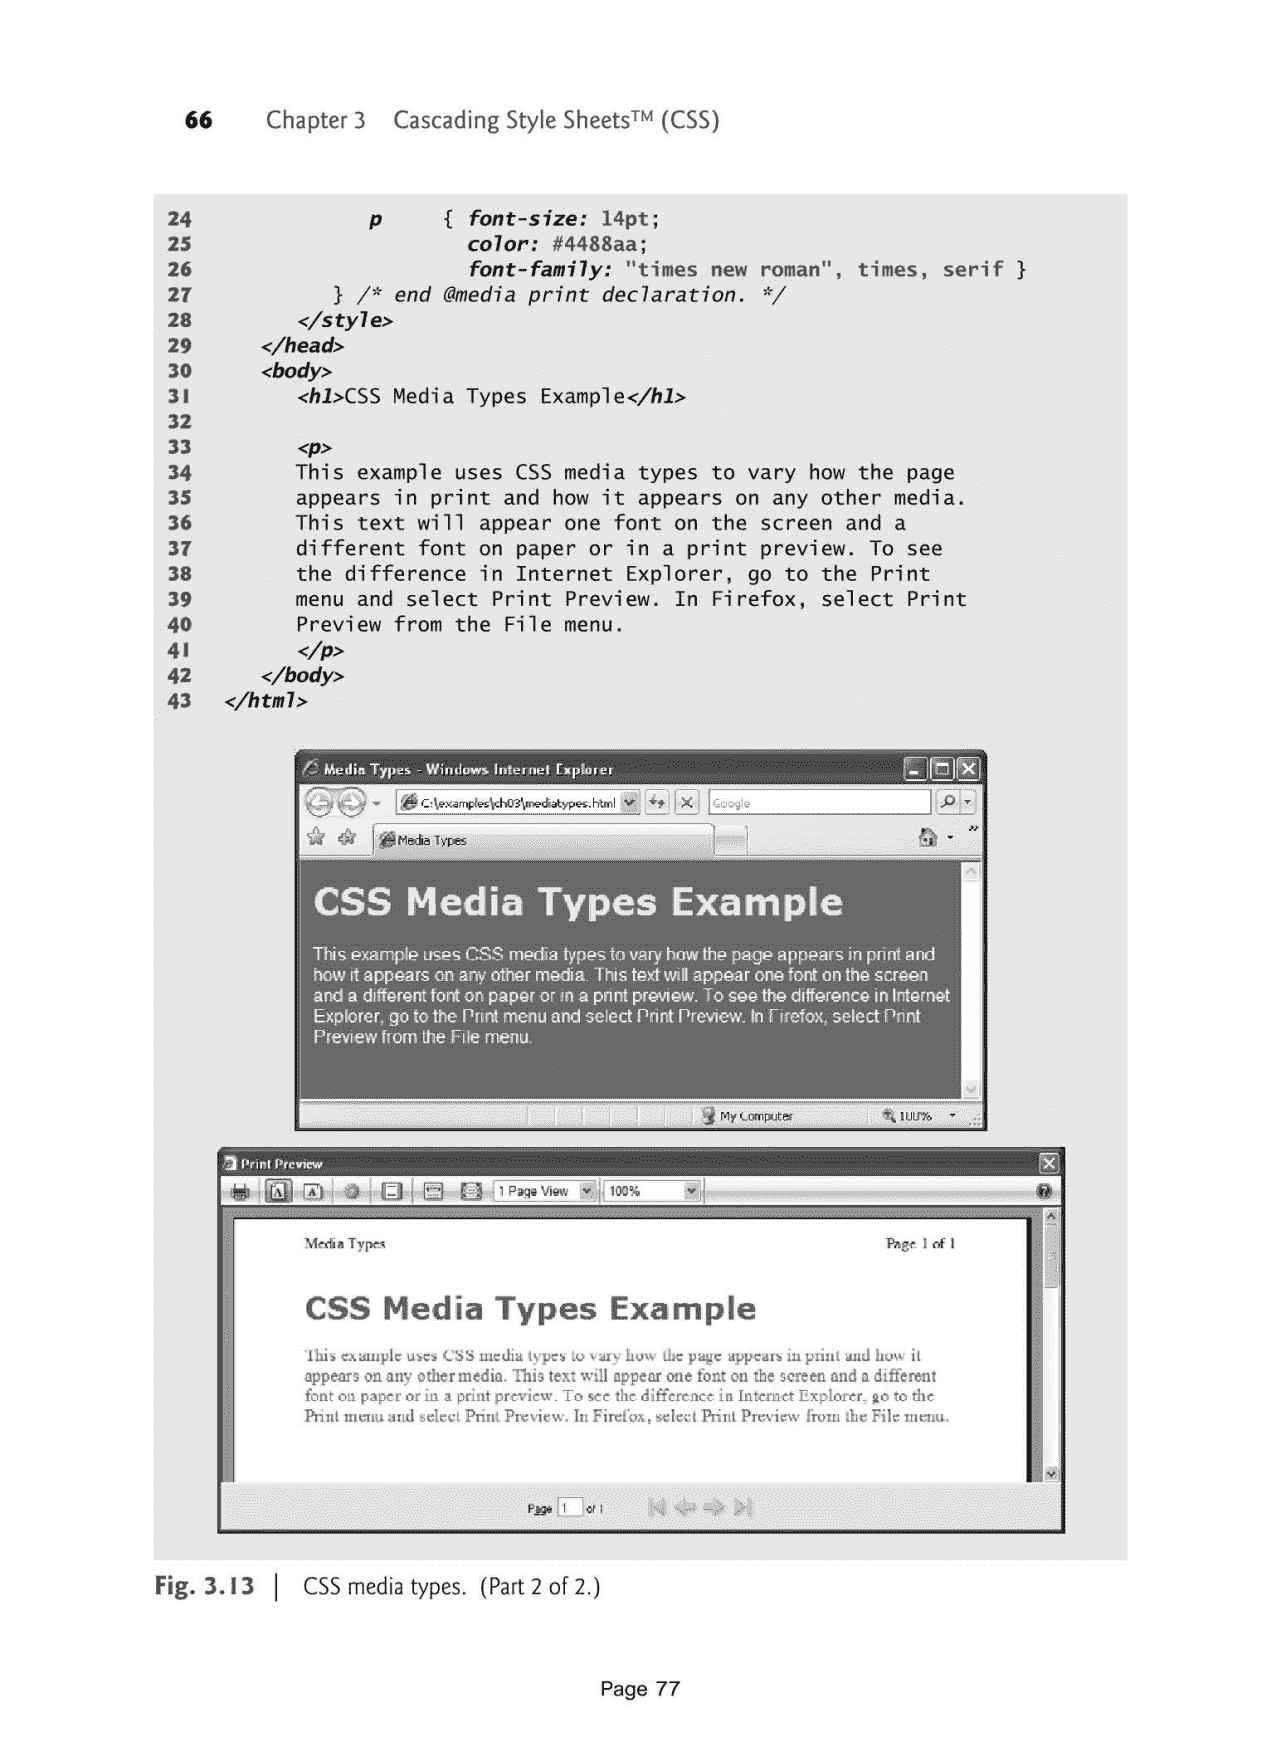 66 Chapter 3 Cascading Style Sheets™ (CSS)
24 p { font-size: 14pt;
25 color: #4488aa;
26 font-family: "times new roman", times, serif }
27 } /* end @media print declaration. */
28 </style>
29 </head>
30 <body>
31 <h1>CSS Media Types Example</h1>
32
33 <p>
34 This example uses CSS media types to vary how the page
35 appears in print and how it appears on any other media.
36 This text will appear one font on the screen and a
37 different font on paper or in a print preview. To see
38 the difference in Internet Explorer, go to the Print
39 menu and select Print Preview. In Firefox, select Print
40 Preview from the File menu.
41 </p>
42 </body>
43 </html>
Media Types - Windows Internet Explorer
C:\examples\ch03\mediatypes.html Google
Media Types
CSS Media Types Example
This example uses CSS media types to vary how the page appears in print and
how it appears on any other media. This text will appear one font on the screen
and a different font on paper or in a print preview. To see the difference in Internet
Explorer, go to the Print menu and select Print Preview. In Firefox, select Print
Preview from the File menu.
My Computer 100%
Print Preview
1 Page View 100%
Media Types Page 1 of 1
CSS Media Types Example
This example uses CSS media types to vary how the page appears in print and how it
appears on any other media. This text will appear one font on the screen and a different
font on paper or in a print preview. To see the difference in Internet Explorer, go to the
Print menu and select Print Preview. In Firefox, select Print Preview from the File menu.
Page 1 of 1
Fig. 3.13 | CSS media types. (Part 2 of 2.)
Page 77